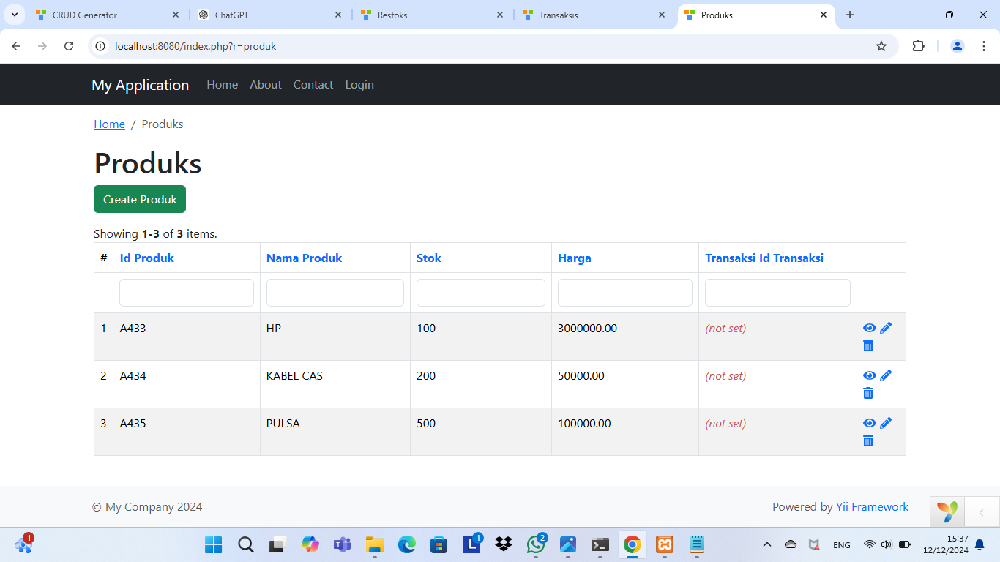 CRUD Generator
ChatGPT
Restoks
Transaksis
Produks
localhost:8080/index.php?r=produk
My Application Home About Contact Login
Home / Produks
Produks
Create Produk
Showing 1-3 of 3 items.
# Id Produk Nama Produk Stok Harga Transaksi Id Transaksi
1 A433 HP 100 3000000.00 (not set)
2 A434 KABEL CAS 200 50000.00 (not set)
3 A435 PULSA 500 100000.00 (not set)
© My Company 2024 Powered by Yii Framework
1 L 1 2 ENG 15:37
12/12/2024